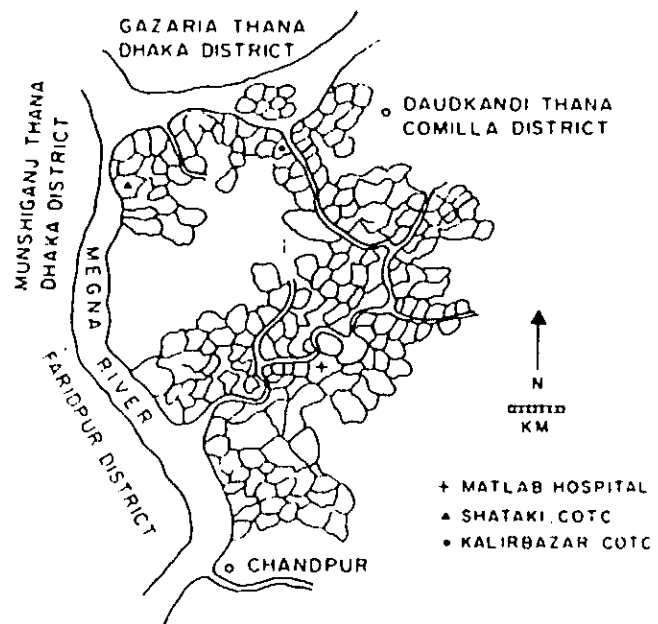 GAZARIA THANA
DHAKA DISTRICT
DAUDKANDI THANA
COMILLA DISTRICT
MUNSHIGANJ THANA
DHAKA DISTRICT
MEGNA RIVER
FARIDPUR DISTRICT
N
KM
+ MATLAB HOSPITAL
▲ SHATAKI COTC
• KALIRBAZAR COTC
CHANDPUR